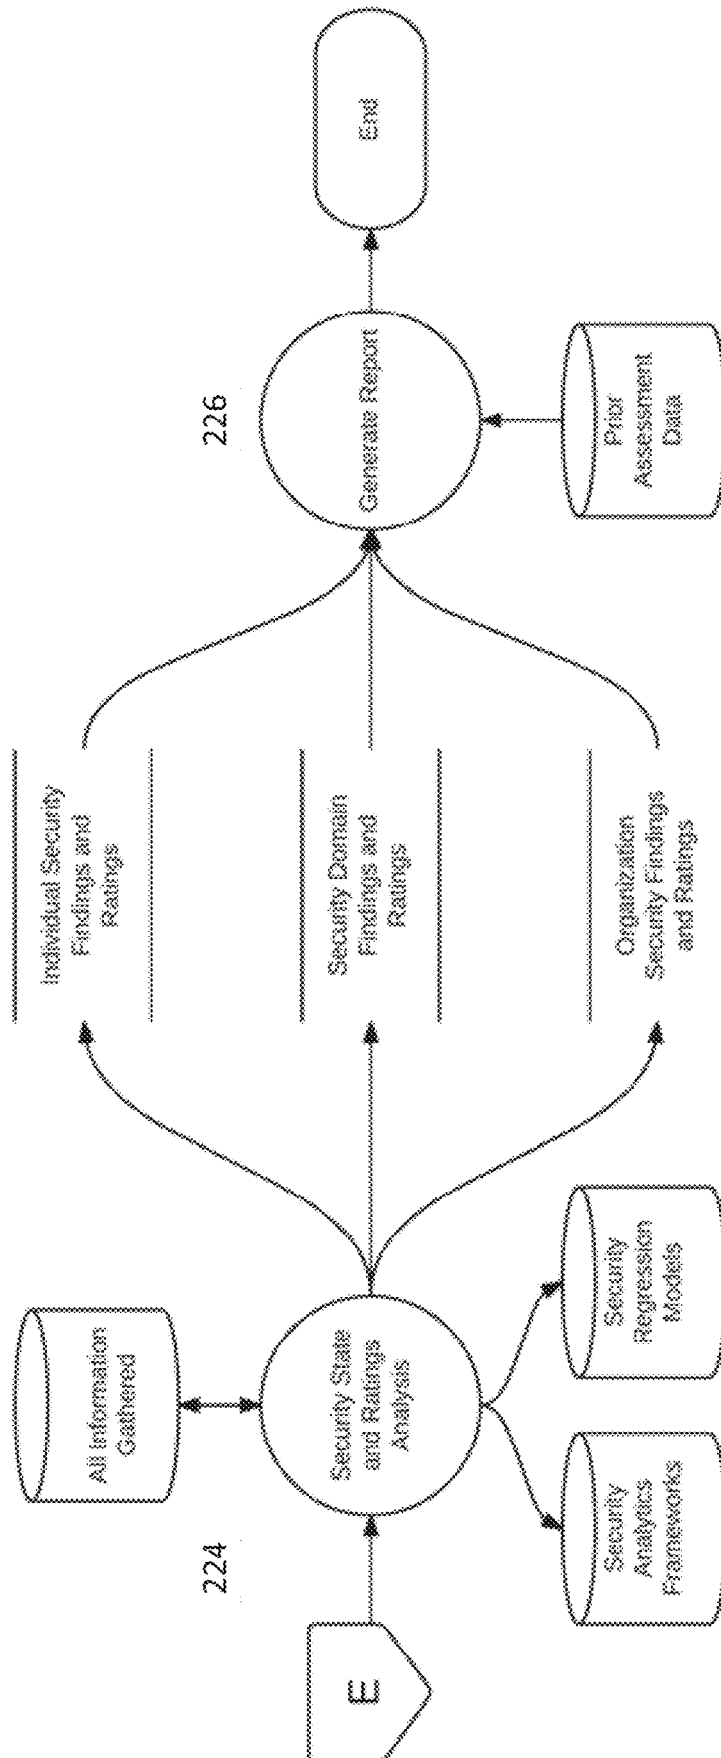 E
224
All Information
Gathered
Security State
and Ratings
Analysis
Security
Analytics
Frameworks
Security
Regression
Models
Individual Security
Findings and
Ratings
Security Domain
Findings and
Ratings
Organization
Security Findings
and Ratings
226
Generate Report
Prior
Assessment
Data
End